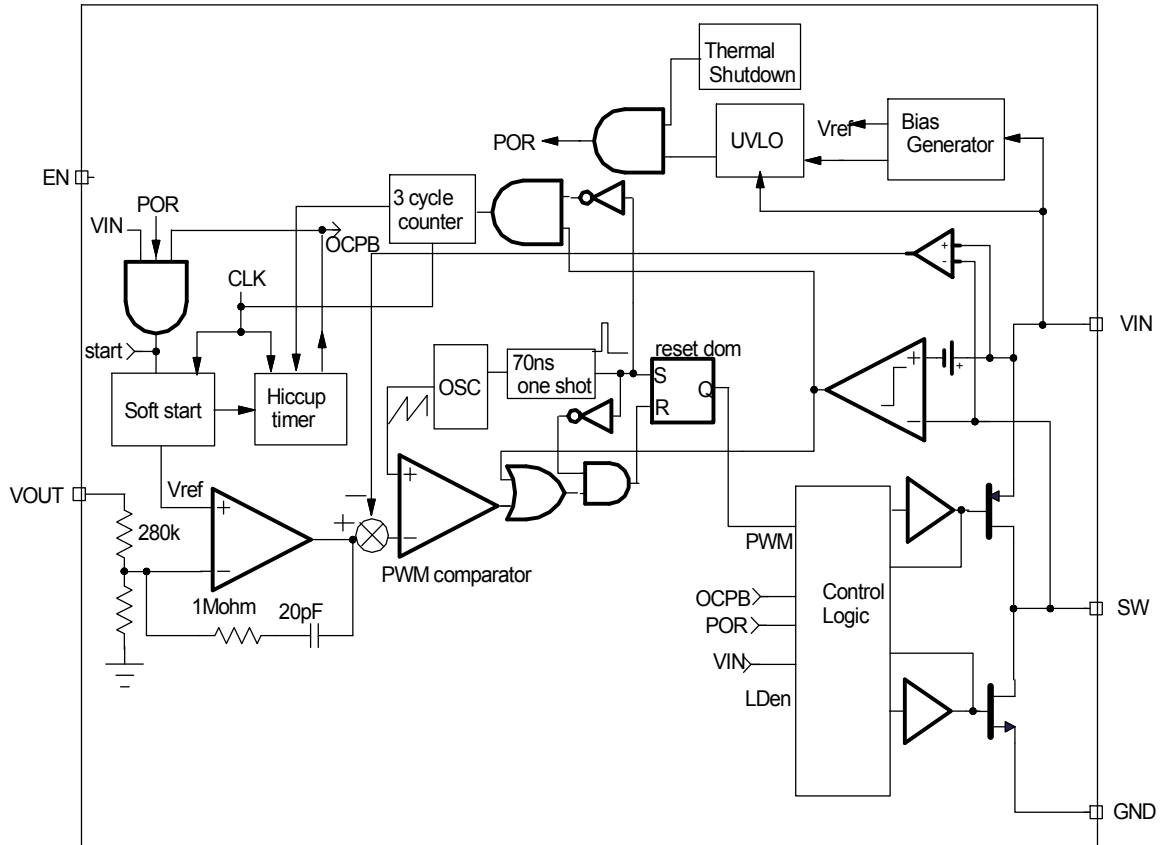 Thermal
Shutdown
POR
UVLO
Vref
Bias
Generator
EN
VIN
POR
OCPB
3 cycle
counter
+
-
CLK
VIN
start
Soft start
Hiccup
timer
OSC
70ns
one shot
reset dom
S
Q
R
+
+
−
VOUT
280k
Vref
+
−
−
+
+
−
PWM comparator
1Mohm
20pF
PWM
OCPB
POR
VIN
LDen
Control
Logic
SW
GND